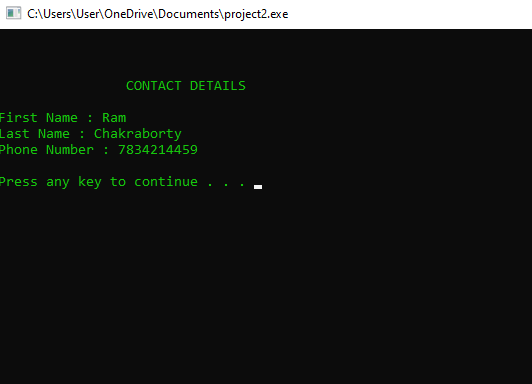 C:\Users\User\OneDrive\Documents\project2.exe
CONTACT DETAILS
First Name : Ram
Last Name : Chakraborty
Phone Number : 7834214459
Press any key to continue . . .